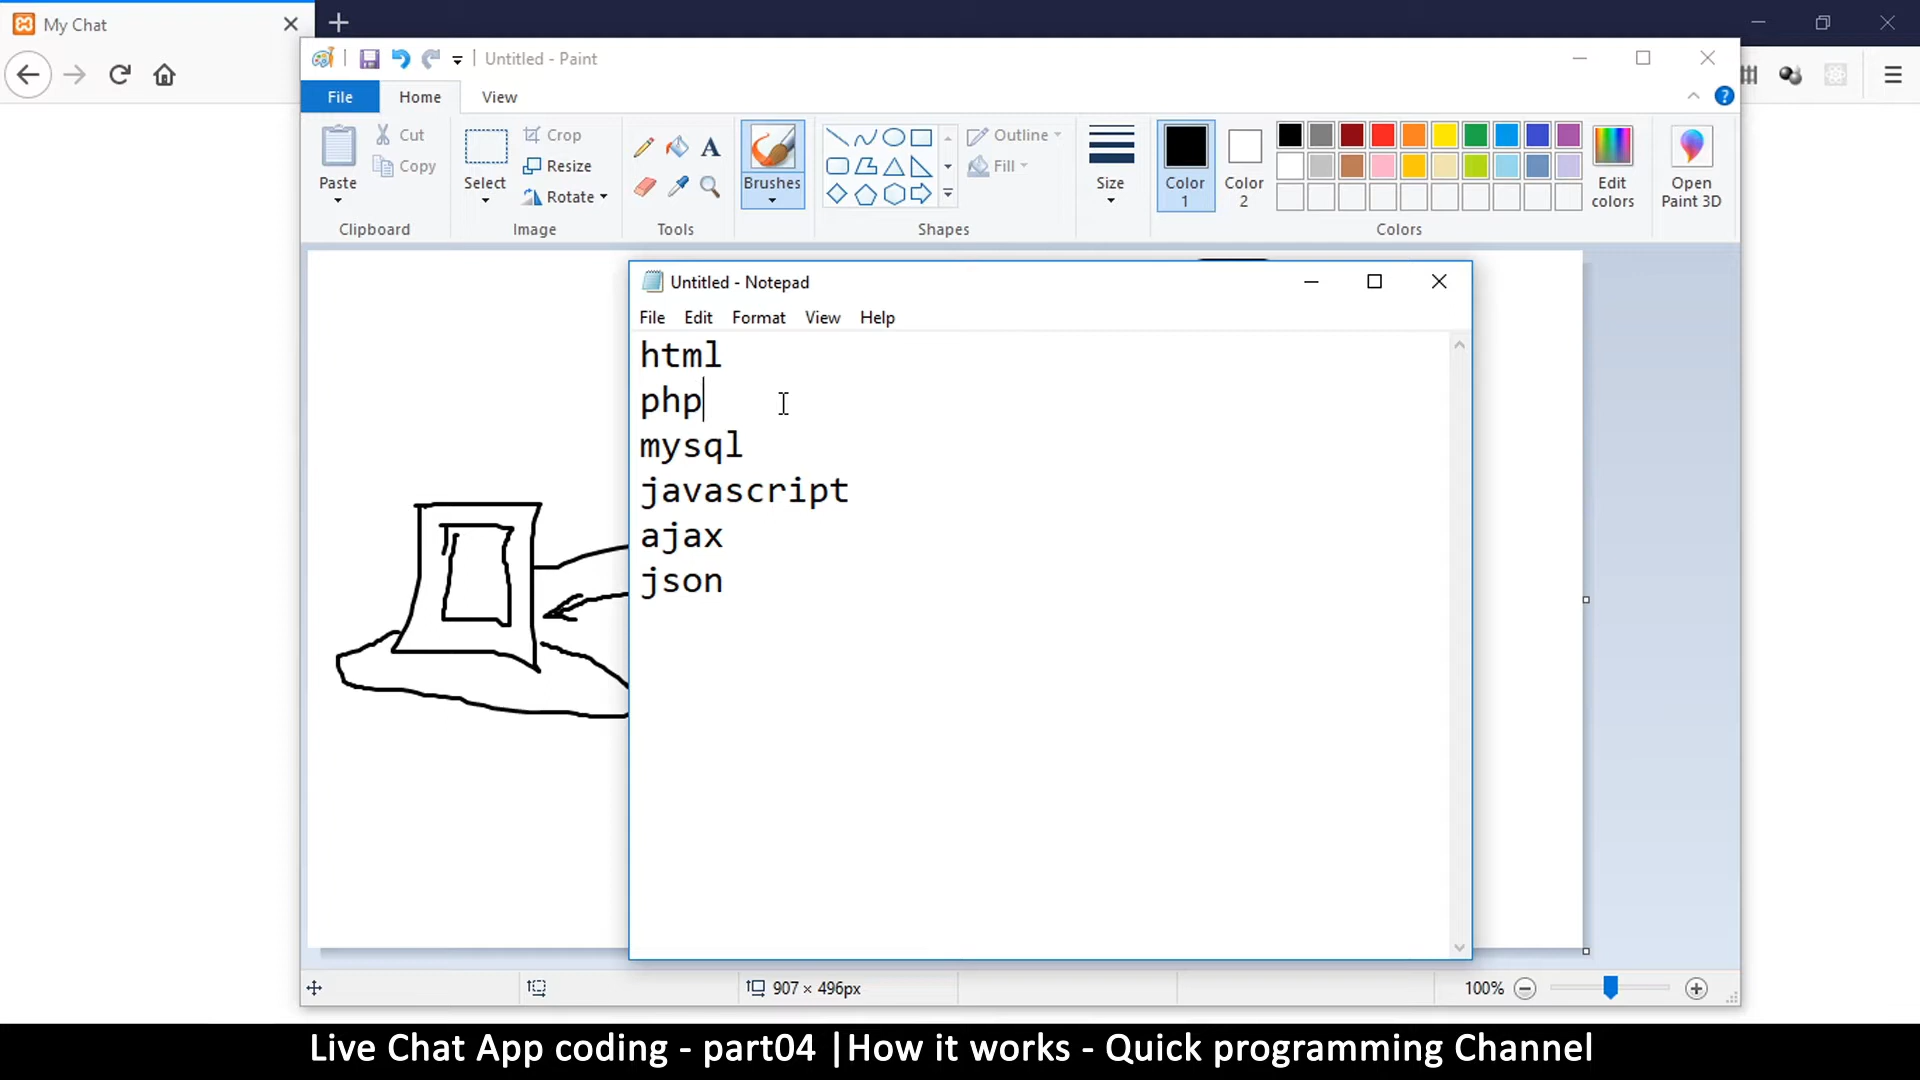 My Chat
Untitled - Paint
File Home View
Paste
Cut
Copy
Clipboard
Select
Crop
Resize
Rotate
Image
Tools
Brushes
Outline
Fill
Shapes
Size
Color 1
Color 2
Edit colors
Colors
Open Paint 3D
Untitled - Notepad
File Edit Format View Help
html
php
mysql
javascript
ajax
json
907 × 496px
100%
Live Chat App coding - part04 |How it works - Quick programming Channel